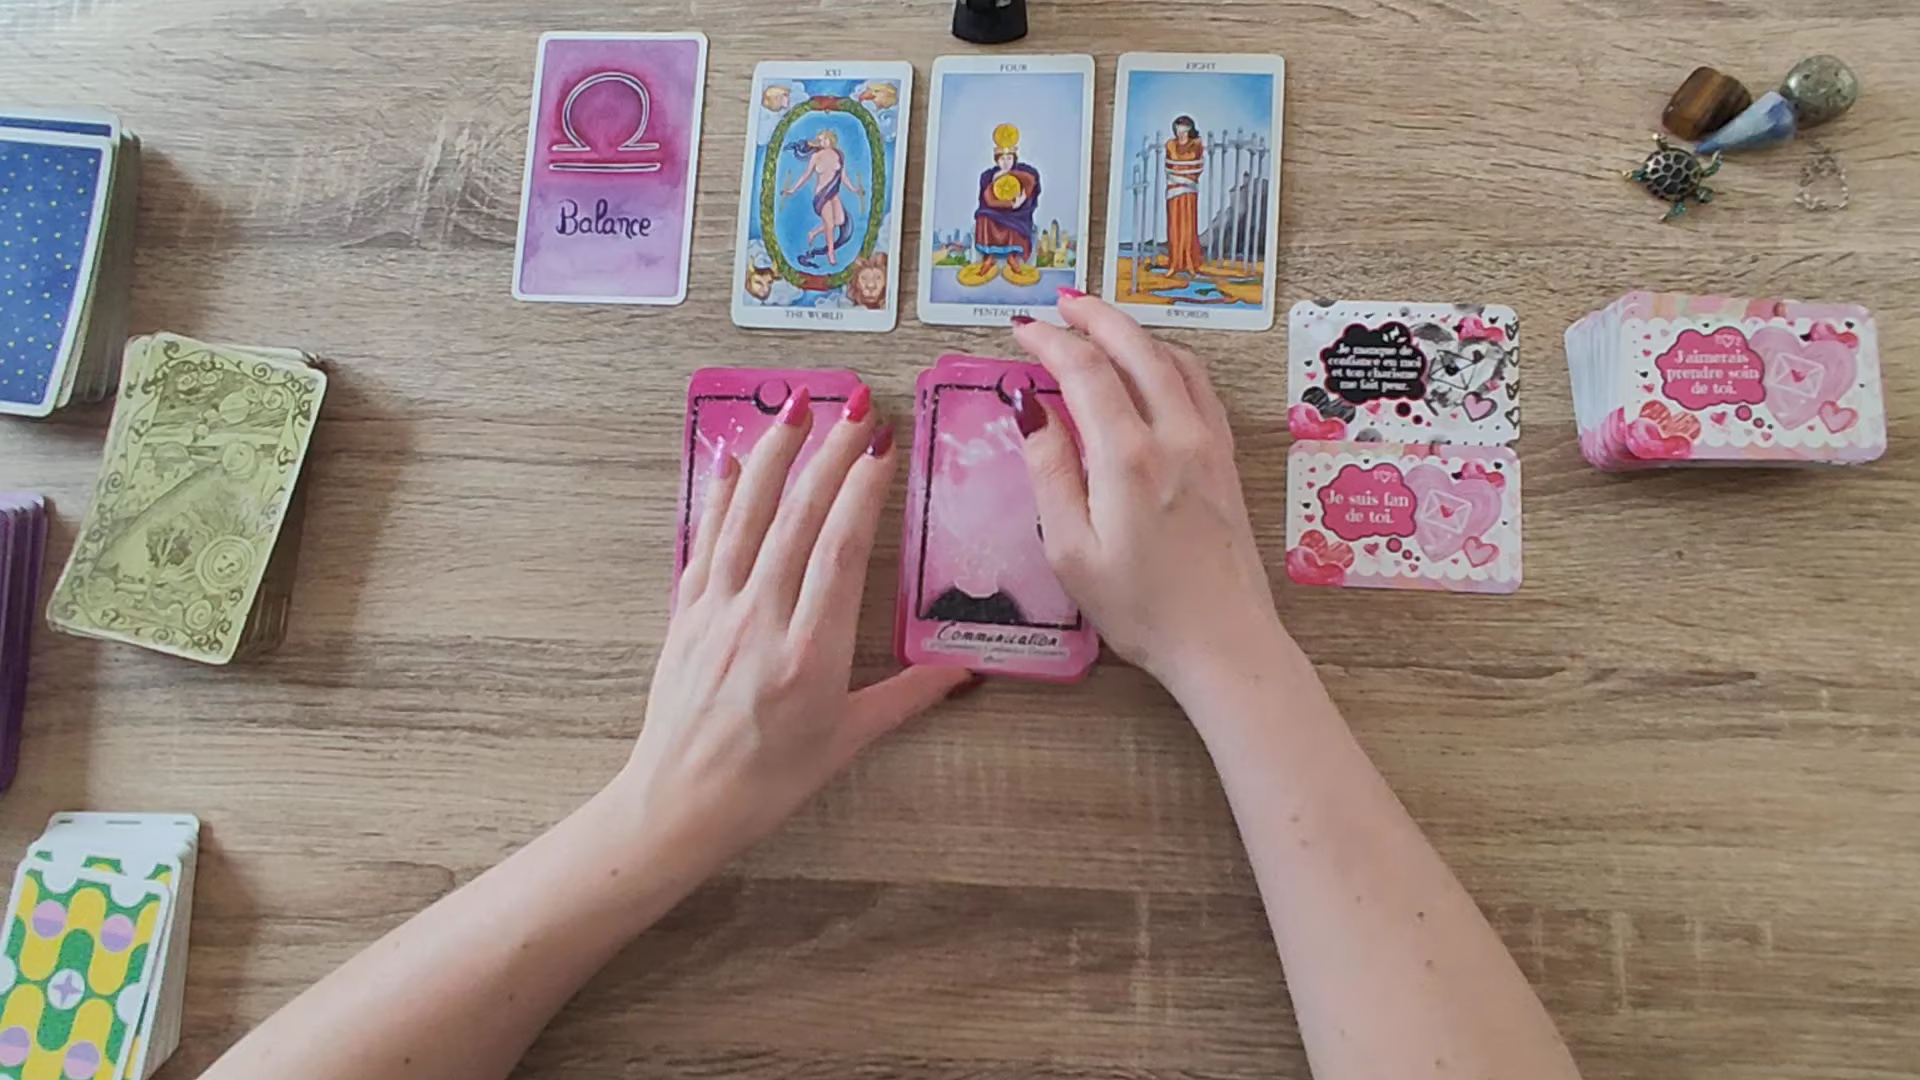 Balance
XXI
THE WORLD
FOUR
PENTACLES
EIGHT
SWORDS
Je manque de
confiance en moi
et ton charisme
me fait peur.
Je suis fan
de toi.
J'aimerais
prendre soin
de toi.
Communication